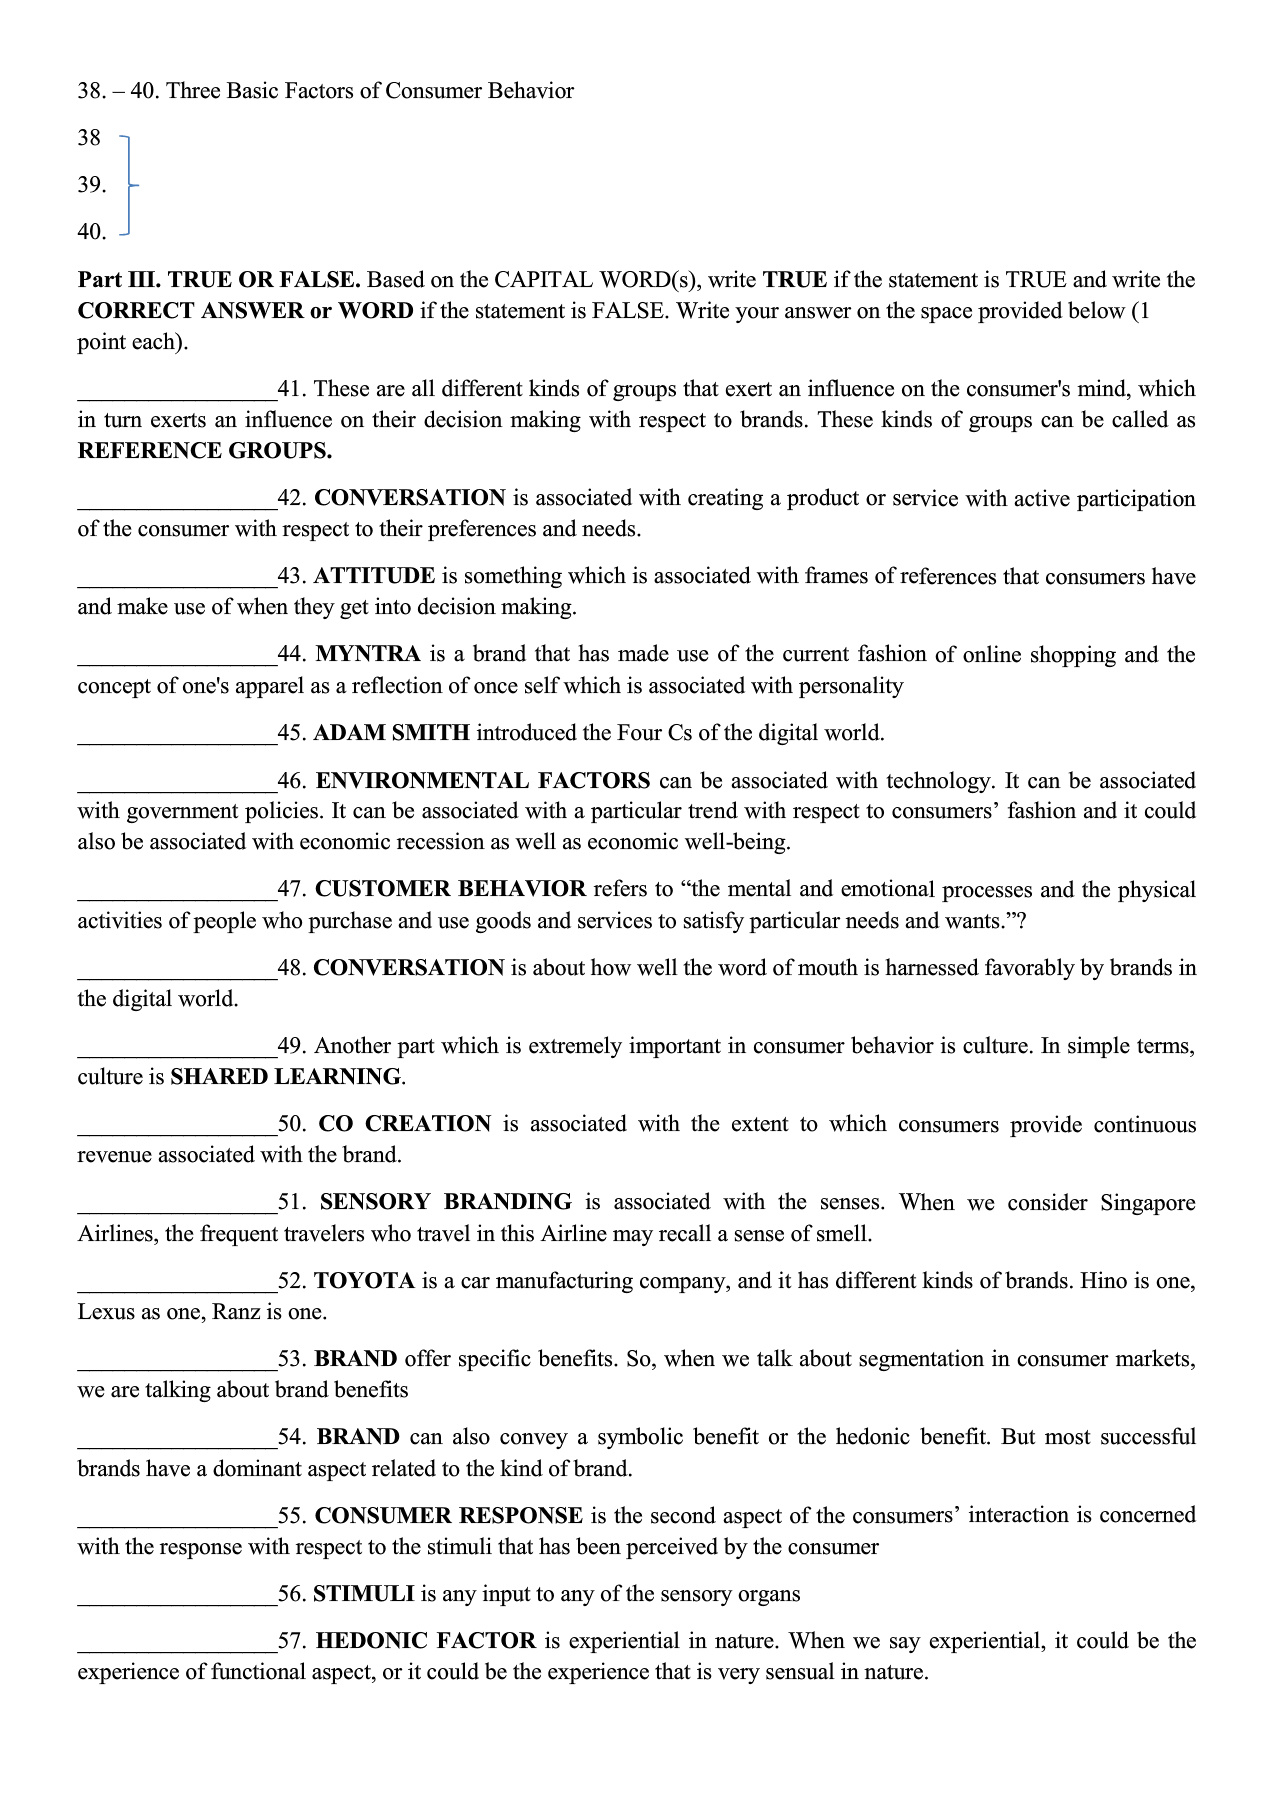 38. – 40. Three Basic Factors of Consumer Behavior
38
39.
40.
Part III. TRUE OR FALSE. Based on the CAPITAL WORD(s), write TRUE if the statement is TRUE and write the
CORRECT ANSWER or WORD if the statement is FALSE. Write your answer on the space provided below (1
point each).
_________________41. These are all different kinds of groups that exert an influence on the consumer's mind, which
in turn exerts an influence on their decision making with respect to brands. These kinds of groups can be called as
REFERENCE GROUPS.
_________________42. CONVERSATION is associated with creating a product or service with active participation
of the consumer with respect to their preferences and needs.
_________________43. ATTITUDE is something which is associated with frames of references that consumers have
and make use of when they get into decision making.
_________________44. MYNTRA is a brand that has made use of the current fashion of online shopping and the
concept of one's apparel as a reflection of once self which is associated with personality
_________________45. ADAM SMITH introduced the Four Cs of the digital world.
_________________46. ENVIRONMENTAL FACTORS can be associated with technology. It can be associated
with government policies. It can be associated with a particular trend with respect to consumers’ fashion and it could
also be associated with economic recession as well as economic well-being.
_________________47. CUSTOMER BEHAVIOR refers to “the mental and emotional processes and the physical
activities of people who purchase and use goods and services to satisfy particular needs and wants.”?
_________________48. CONVERSATION is about how well the word of mouth is harnessed favorably by brands in
the digital world.
_________________49. Another part which is extremely important in consumer behavior is culture. In simple terms,
culture is SHARED LEARNING.
_________________50. CO CREATION is associated with the extent to which consumers provide continuous
revenue associated with the brand.
_________________51. SENSORY BRANDING is associated with the senses. When we consider Singapore
Airlines, the frequent travelers who travel in this Airline may recall a sense of smell.
_________________52. TOYOTA is a car manufacturing company, and it has different kinds of brands. Hino is one,
Lexus as one, Ranz is one.
_________________53. BRAND offer specific benefits. So, when we talk about segmentation in consumer markets,
we are talking about brand benefits
_________________54. BRAND can also convey a symbolic benefit or the hedonic benefit. But most successful
brands have a dominant aspect related to the kind of brand.
_________________55. CONSUMER RESPONSE is the second aspect of the consumers’ interaction is concerned
with the response with respect to the stimuli that has been perceived by the consumer
_________________56. STIMULI is any input to any of the sensory organs
_________________57. HEDONIC FACTOR is experiential in nature. When we say experiential, it could be the
experience of functional aspect, or it could be the experience that is very sensual in nature.